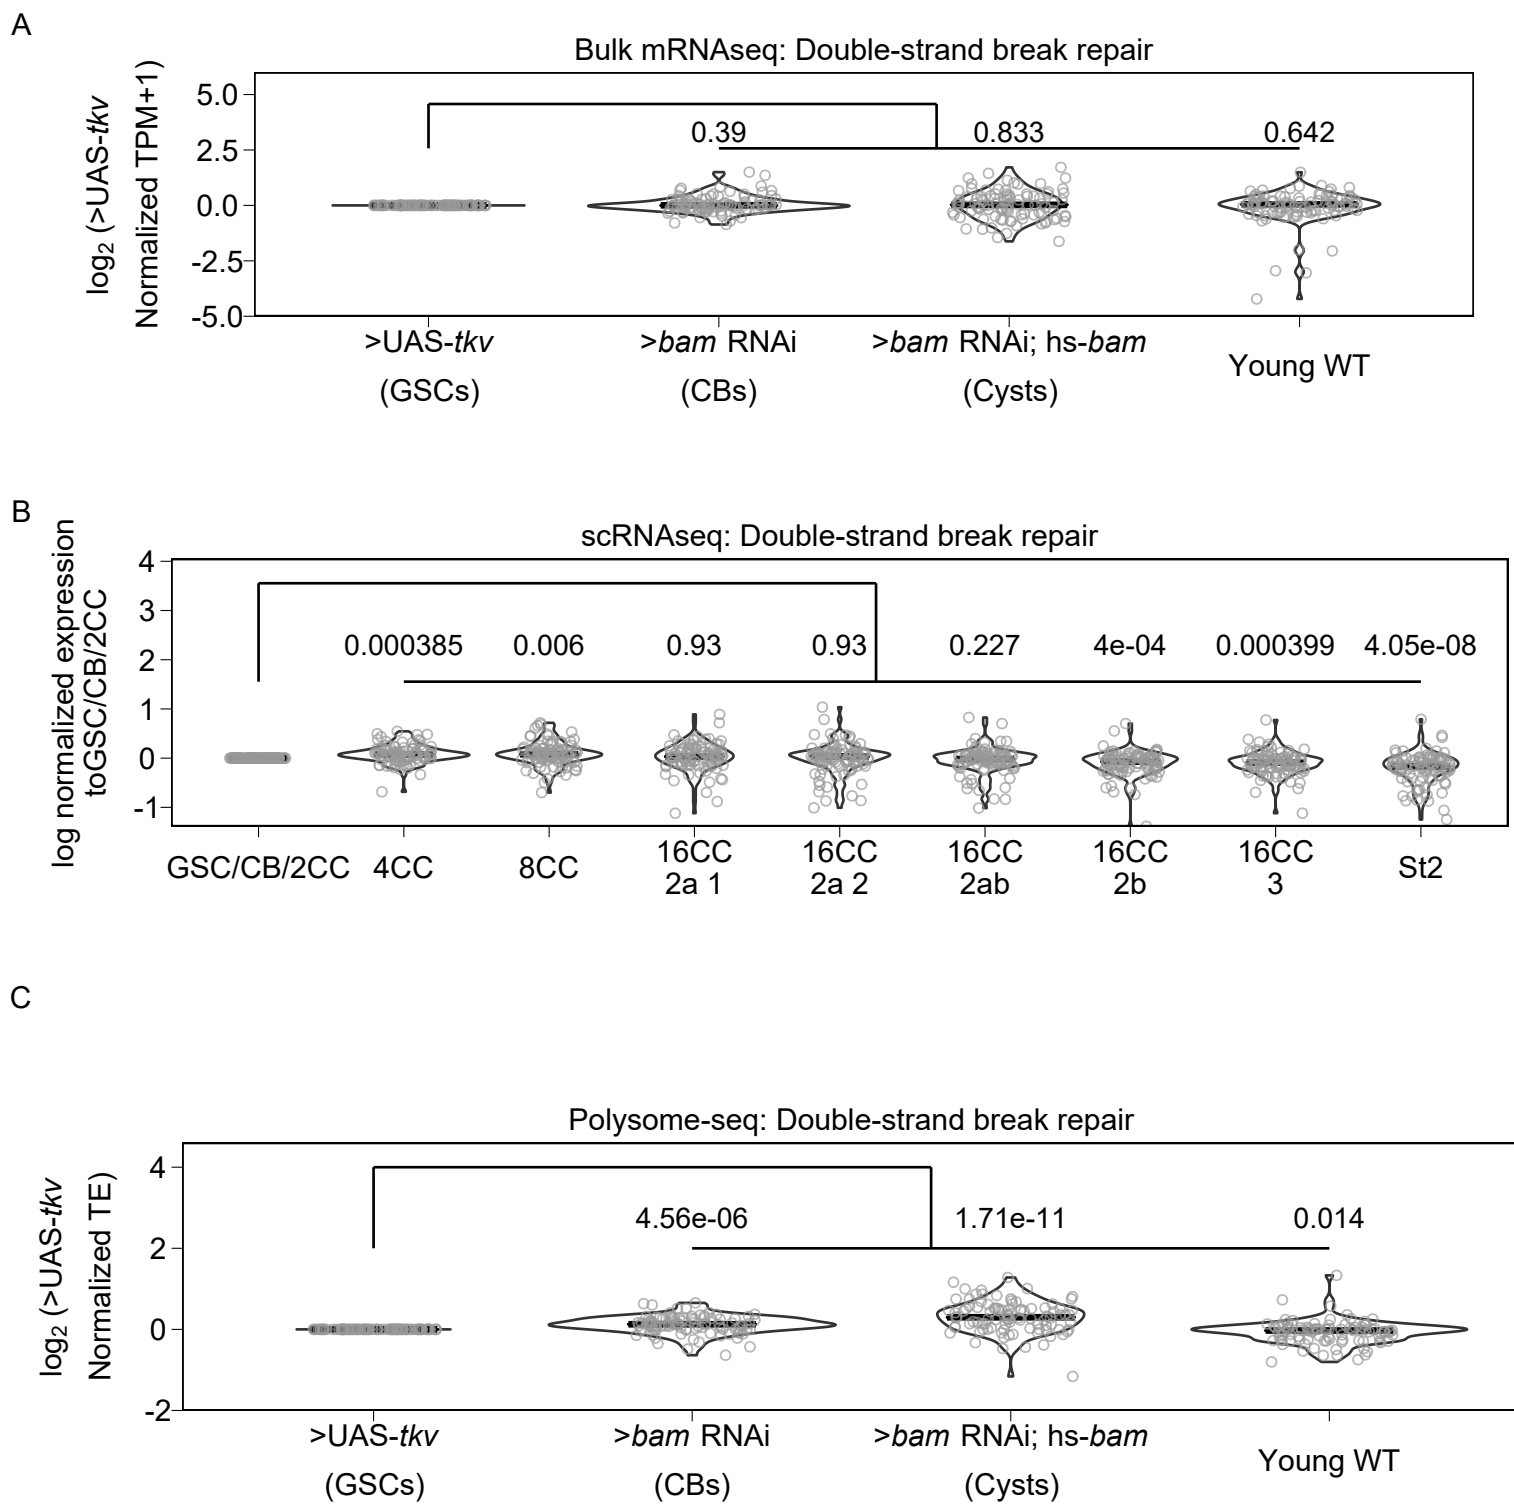 A
Bulk mRNAseq: Double-strand break repair
log2 (>UAS-tkv
Normalized TPM+1)
5.0
2.5
0.0
-2.5
-5.0
0.39 0.833 0.642
>UAS-tkv >bam RNAi >bam RNAi; hs-bam Young WT
(GSCs) (CBs) (Cysts)
B
scRNAseq: Double-strand break repair
log normalized expression
toGSC/CB/2CC
4
3
2
1
0
-1
0.000385 0.006 0.93 0.93 0.227 4e-04 0.000399 4.05e-08
GSC/CB/2CC 4CC 8CC 16CC 16CC 16CC 16CC 16CC St2
2a 1 2a 2 2ab 2b 3
C
Polysome-seq: Double-strand break repair
log2 (>UAS-tkv
Normalized TE)
4
2
0
-2
4.56e-06 1.71e-11 0.014
>UAS-tkv >bam RNAi >bam RNAi; hs-bam Young WT
(GSCs) (CBs) (Cysts)